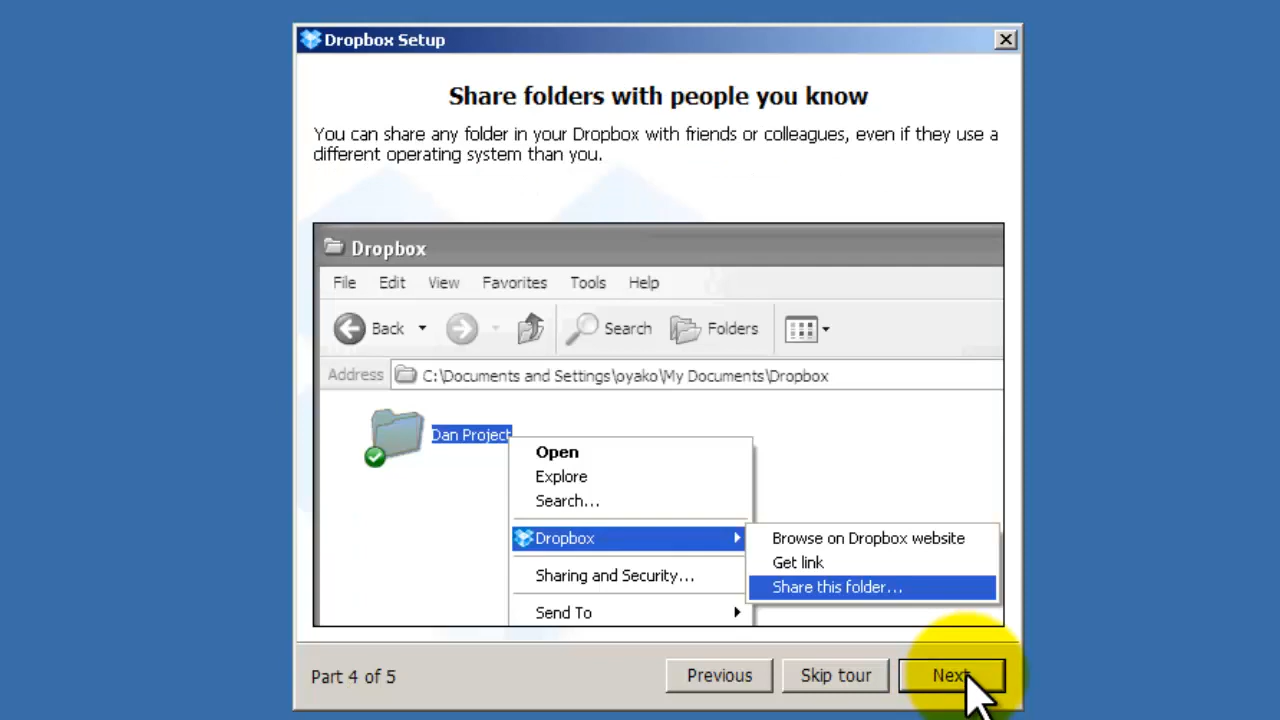 Dropbox Setup
Share folders with people you know
You can share any folder in your Dropbox with friends or colleagues, even if they use a
different operating system than you.
Dropbox
File Edit View Favorites Tools Help
Back Search Folders
Address C:\Documents and Settings\oyako\My Documents\Dropbox
Dan Project
Open
Explore
Search...
Dropbox Browse on Dropbox website
Get link
Sharing and Security... Share this folder...
Send To
Part 4 of 5 Previous Skip tour Next